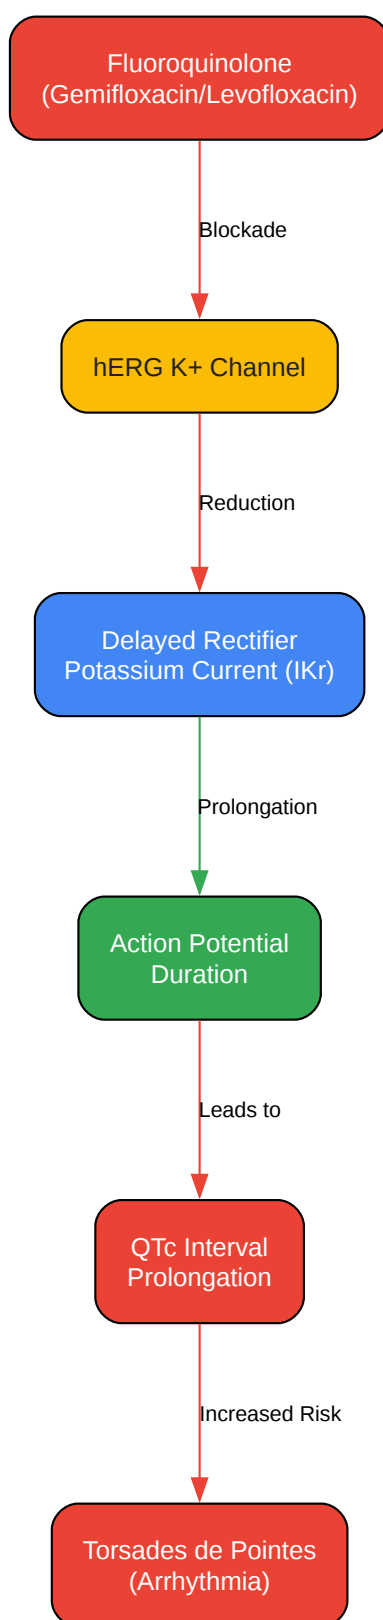 Fluoroquinolone
(Gemifloxacin/Levofloxacin)
Blockade
hERG K+ Channel
Reduction
Delayed Rectifier
Potassium Current (IKr)
Prolongation
Action Potential
Duration
Leads to
QTc Interval
Prolongation
Increased Risk
Torsades de Pointes
(Arrhythmia)